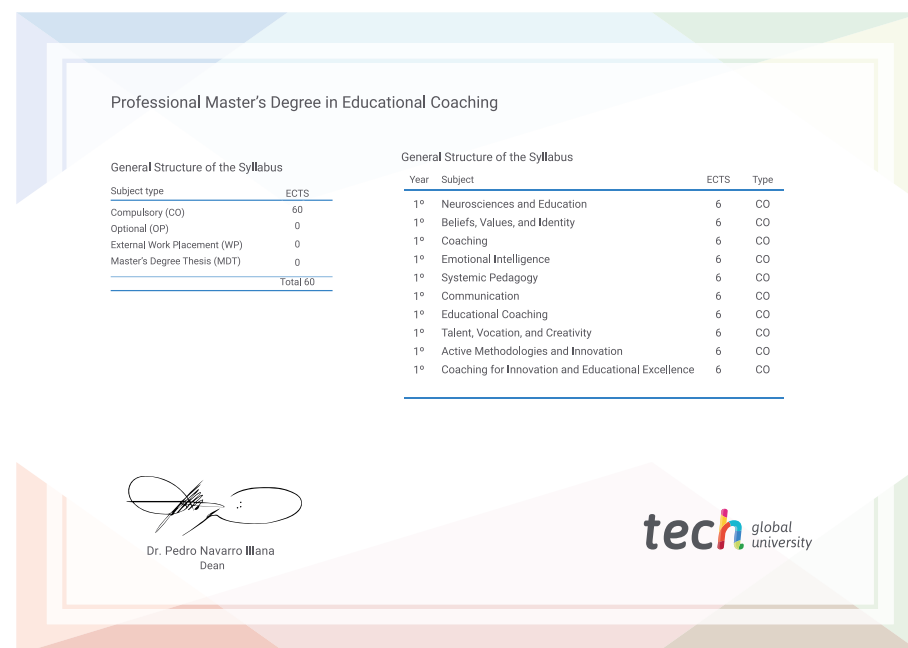 Professional Master's Degree in Educational Coaching
General Structure of the Syllabus
Subject type ECTS
Compulsory (CO) 60
Optional (OP) 0
External Work Placement (WP) 0
Master's Degree Thesis (MDT) 0
Total 60
General Structure of the Syllabus
Year Subject ECTS Type
1º Neurosciences and Education 6 CO
1º Beliefs, Values, and Identity 6 CO
1º Coaching 6 CO
1º Emotional Intelligence 6 CO
1º Systemic Pedagogy 6 CO
1º Communication 6 CO
1º Educational Coaching 6 CO
1º Talent, Vocation, and Creativity 6 CO
1º Active Methodologies and Innovation 6 CO
1º Coaching for Innovation and Educational Excellence 6 CO
Dr. Pedro Navarro Illana
Dean
tech global
university